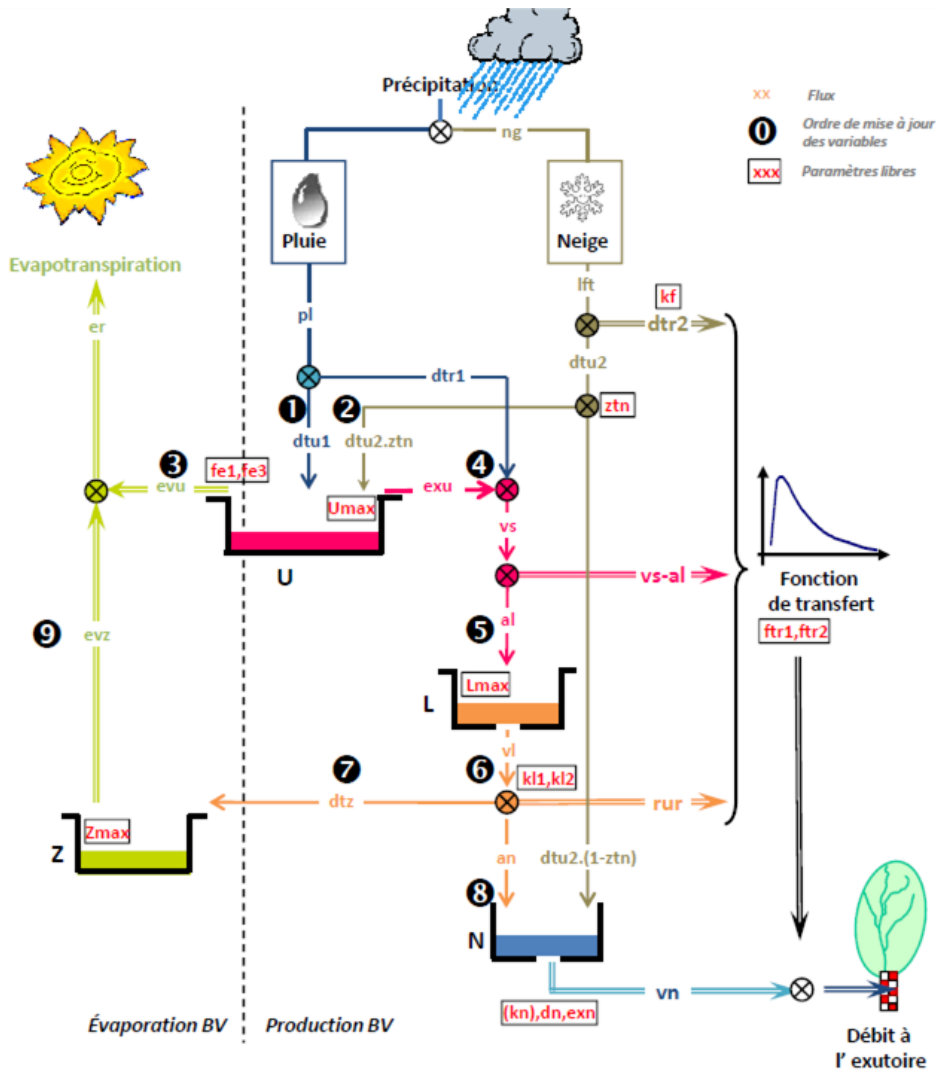 Précipitation
xx Flux
0 Ordre de mise à jour
des variables
xxx Paramètres libres
ng
Pluie
Neige
Evapotranspiration
lft
kf
dtr2
er
pl
dtu2
dtr1
ztn
1
2
dtu1
dtu2.ztn
3
fe1,fe3
4
evu
exu
Umax
vs
U
vs-al
Fonction
de transfert
ftr1,ftr2
9
evz
al
5
Lmax
L
vl
7
6
kl1,kl2
dtz
rur
Zmax
Z
an
dtu2.(1-ztn)
8
N
vn
(kn),dn,exn
Évaporation BV
Production BV
Débit à
l' exutoire